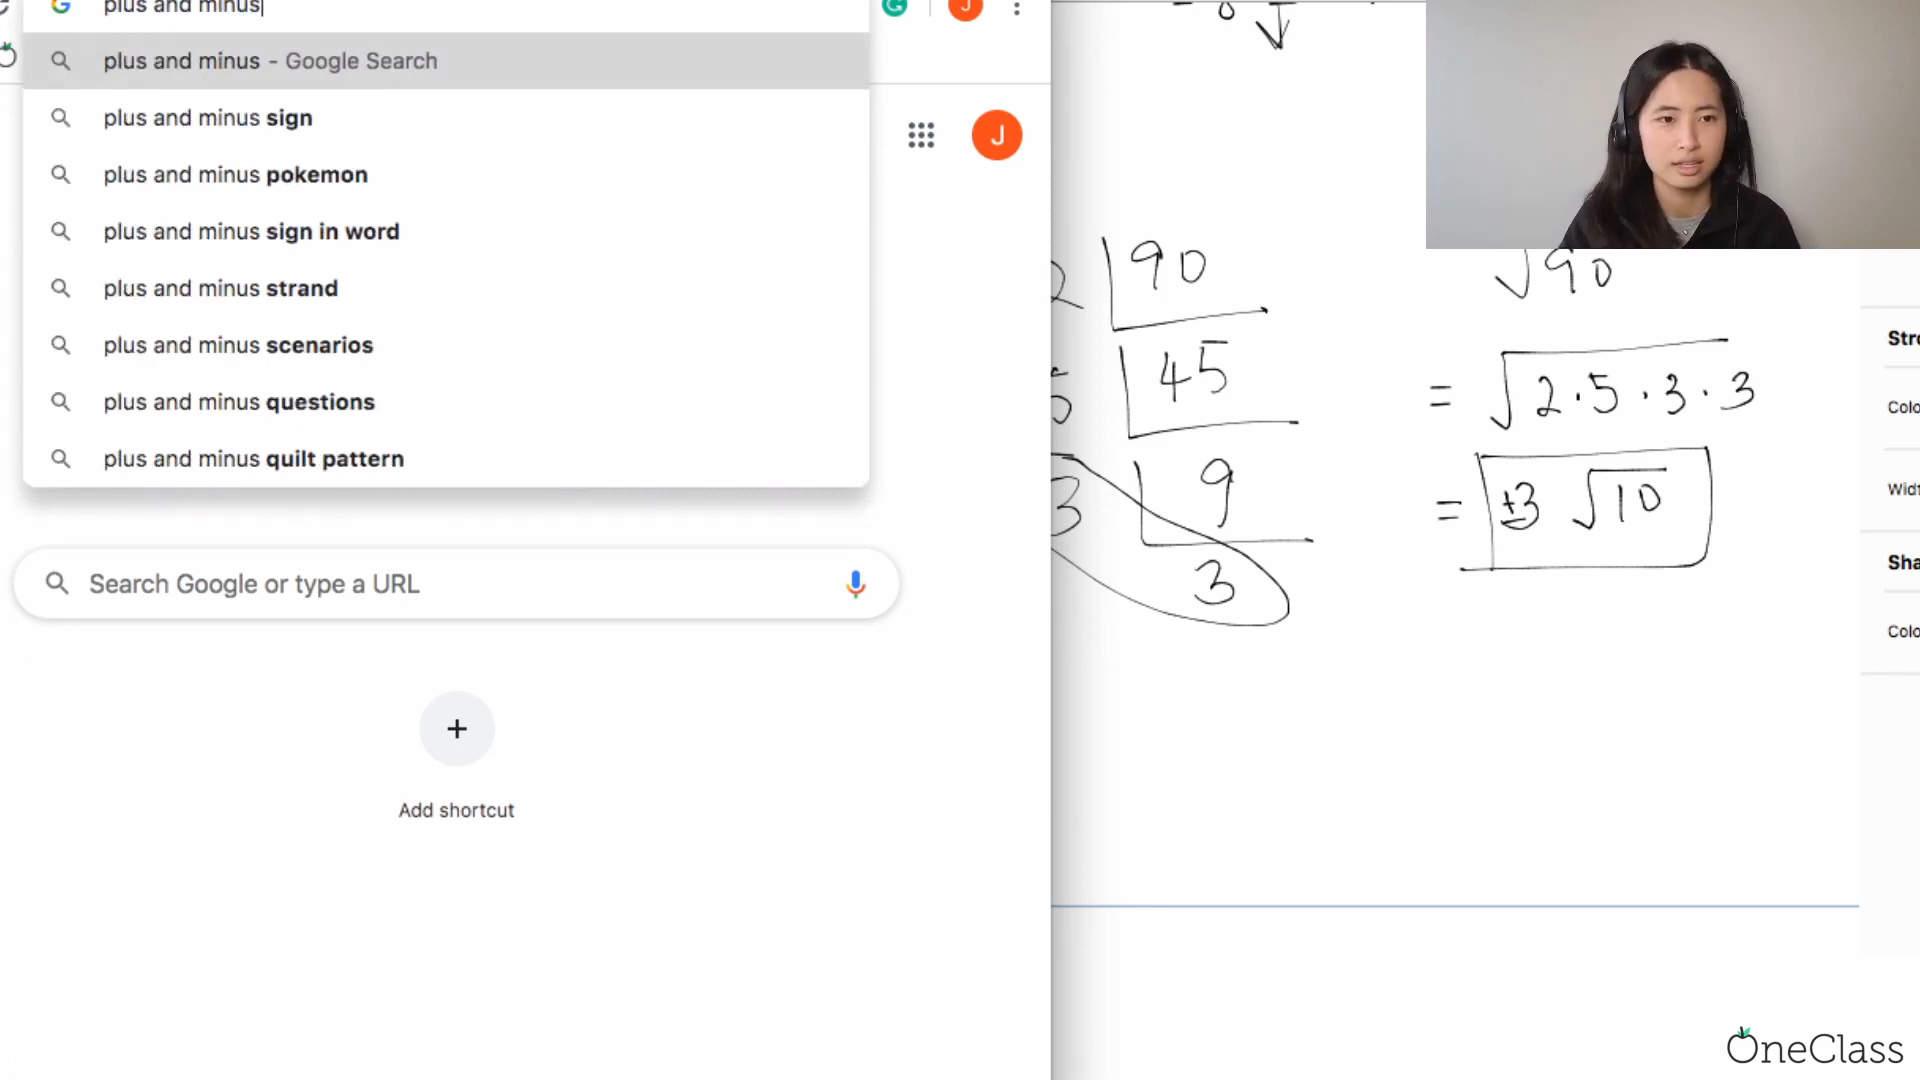 plus and minus
plus and minus - Google Search
plus and minus sign
plus and minus pokemon
plus and minus sign in word
plus and minus strand
plus and minus scenarios
plus and minus questions
plus and minus quilt pattern
J
J
Search Google or type a URL
+
Add shortcut
2 90
5 45
3 9
3
√90
= √2·5·3·3
= ±3 √10
Colo
Colo
OneClass